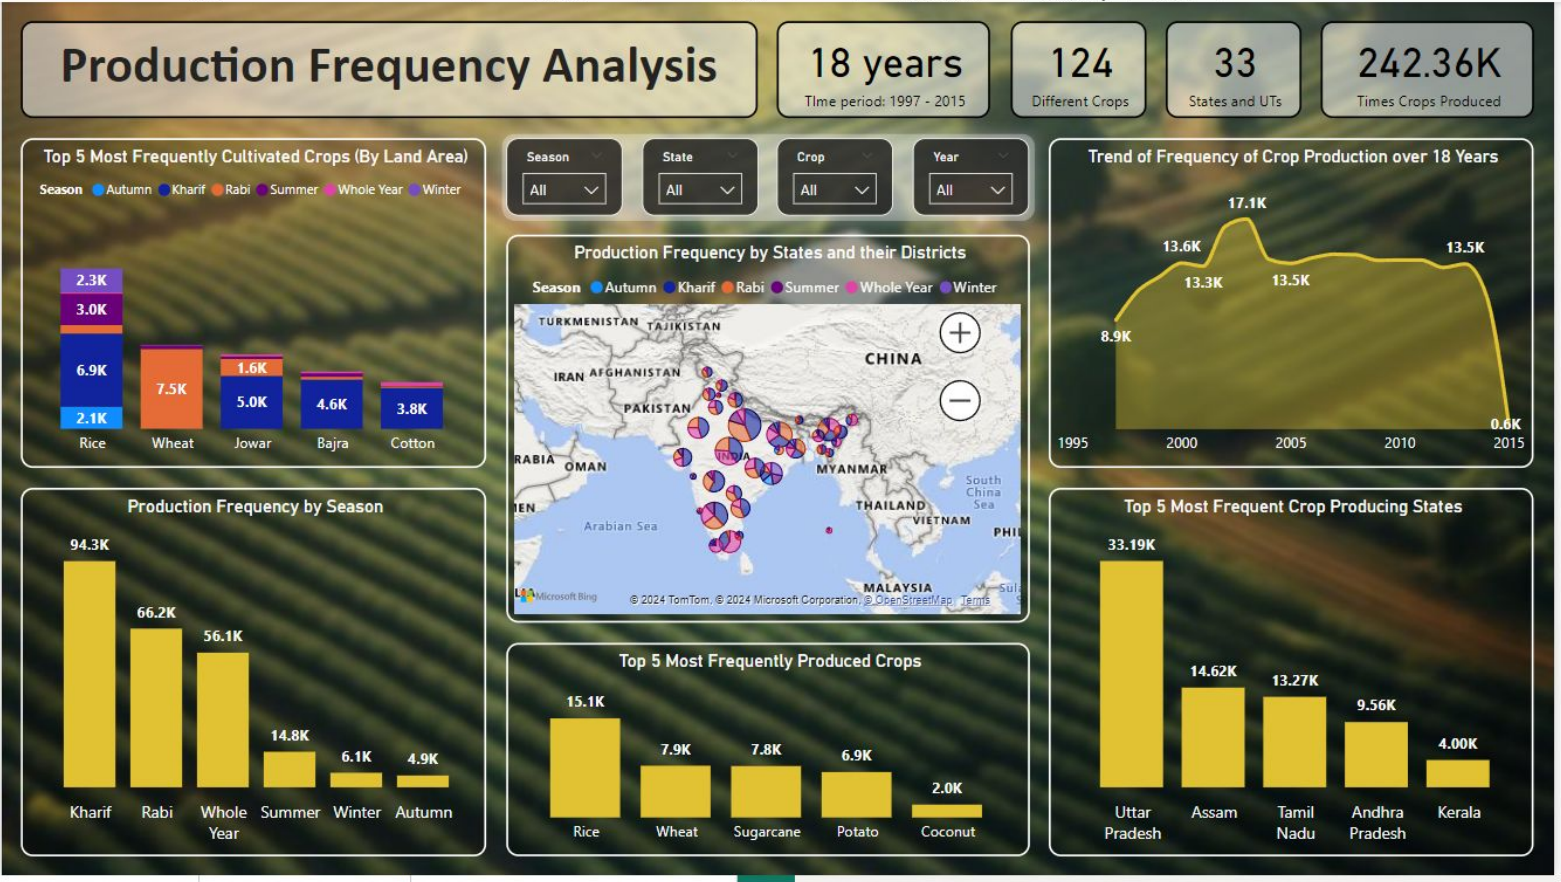 Production Frequency Analysis
18 years
TIme period: 1997 - 2015
124
Different Crops
33
States and UTs
242.36K
Times Crops Produced
Top 5 Most Frequently Cultivated Crops (By Land Area)
Season Autumn Kharif Rabi Summer Whole Year Winter
2.3K
3.0K
6.9K
2.1K
7.5K
1.6K
5.0K
4.6K
3.8K
Rice Wheat Jowar Bajra Cotton
Season
All
State
All
Crop
All
Year
All
Production Frequency by States and their Districts
Season Autumn Kharif Rabi Summer Whole Year Winter
TURKMENISTAN
TAJIKISTAN
CHINA
IRAN
AFGHANISTAN
PAKISTAN
INDIA
RABIA
OMAN
MYANMAR
South
China
Sea
EN
THAILAND
VIETNAM
Arabian Sea
PHI
MALAYSIA
Sul
Microsoft Bing
© 2024 TomTom, © 2024 Microsoft Corporation, © OpenStreetMap Terms
Trend of Frequency of Crop Production over 18 Years
17.1K
13.6K
13.5K
13.3K
13.5K
8.9K
0.6K
1995 2000 2005 2010 2015
Production Frequency by Season
94.3K
66.2K
56.1K
14.8K
6.1K
4.9K
Kharif Rabi Whole Summer Winter Autumn
Year
Top 5 Most Frequently Produced Crops
15.1K
7.9K
7.8K
6.9K
2.0K
Rice Wheat Sugarcane Potato Coconut
Top 5 Most Frequent Crop Producing States
33.19K
14.62K
13.27K
9.56K
4.00K
Uttar Assam Tamil Andhra Kerala
Pradesh Nadu Pradesh